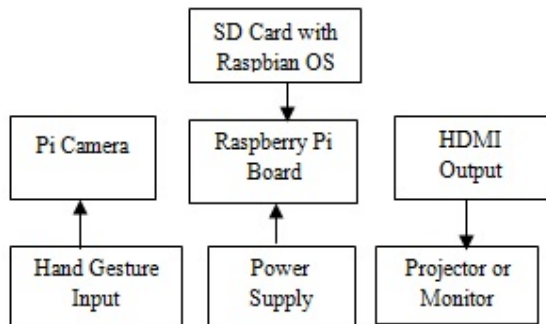 SD Card with
Raspbian OS
Pi Camera
Raspberry Pi
Board
HDMI
Output
Hand Gesture
Input
Power
Supply
Projector or
Monitor